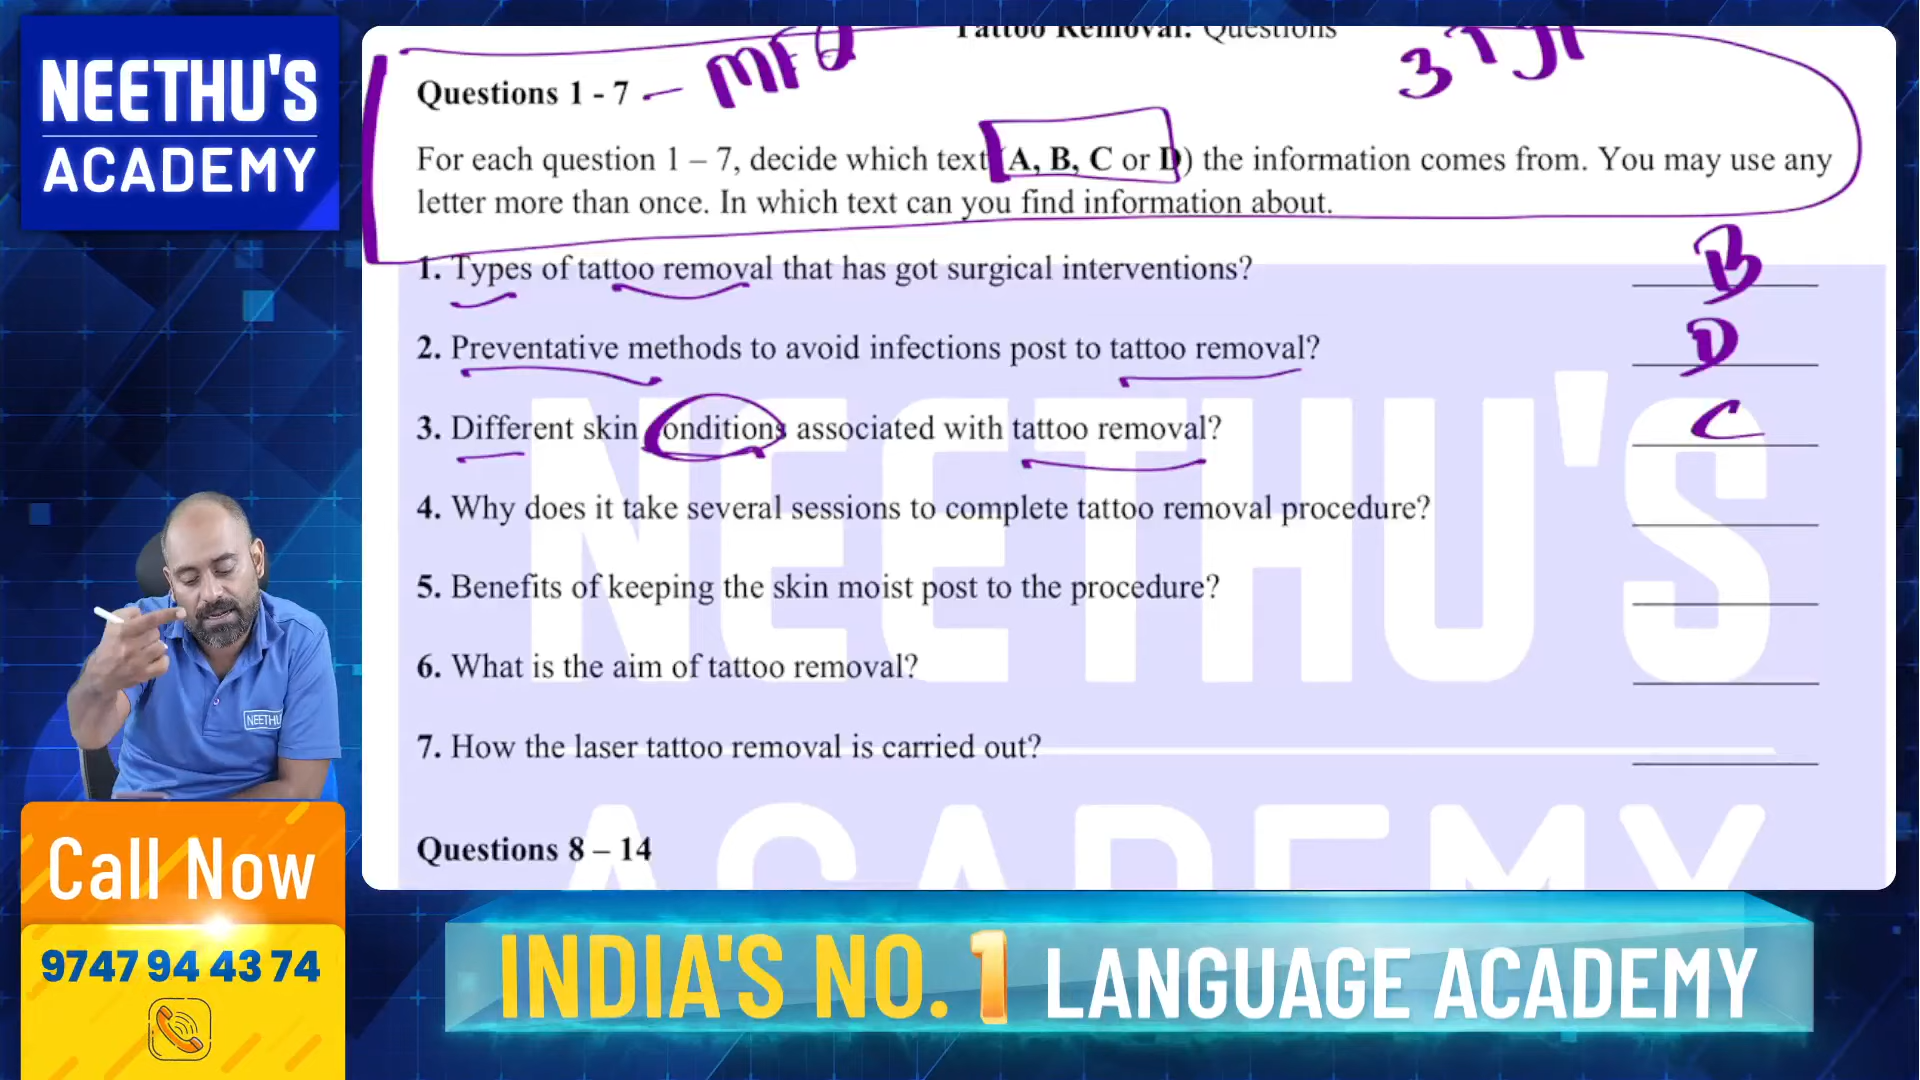 NEETHU'S
ACADEMY
Tattoo Removal: Questions
Questions 1 - 7 – MFQ
For each question 1 – 7, decide which text (A, B, C or D) the information comes from. You may use any
letter more than once. In which text can you find information about.
1. Types of tattoo removal that has got surgical interventions? B
2. Preventative methods to avoid infections post to tattoo removal? D
3. Different skin conditions associated with tattoo removal? C
4. Why does it take several sessions to complete tattoo removal procedure?
5. Benefits of keeping the skin moist post to the procedure?
6. What is the aim of tattoo removal?
7. How the laser tattoo removal is carried out?
Questions 8 – 14
NEETHU'S
ACADEMY
NEETHU
Call Now
9747 94 43 74
INDIA'S NO. 1 LANGUAGE ACADEMY